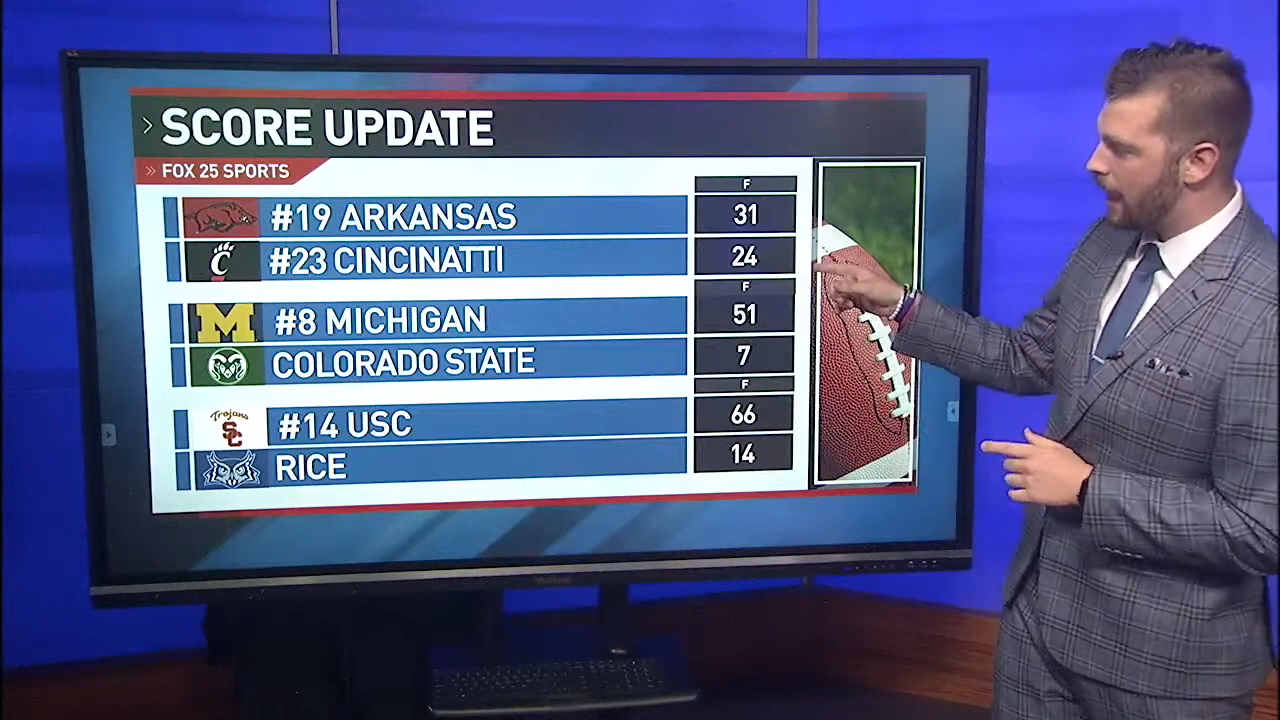 SCORE UPDATE
FOX 25 SPORTS
F
#19 ARKANSAS 31
C #23 CINCINATTI 24
F
M #8 MICHIGAN 51
COLORADO STATE 7
F
Trojans SC #14 USC 66
RICE 14